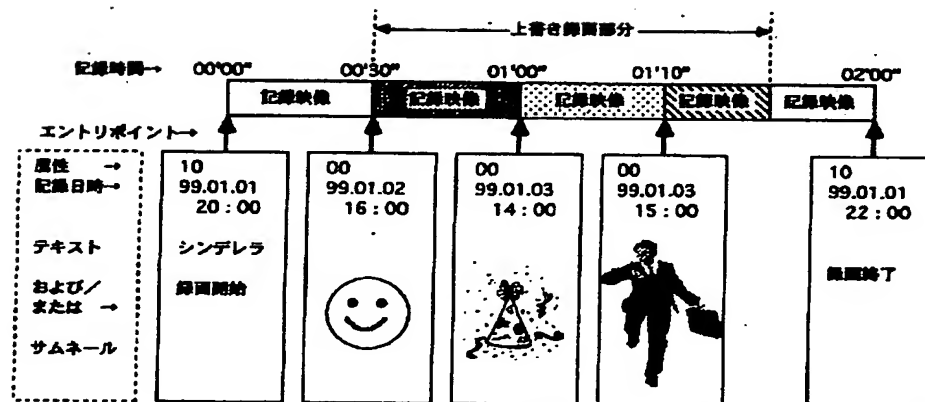 上書き録画部分
記録時間→ 00'00" 00'30" 01'00" 01'10" 02'00"
記録映像 記録映像 記録映像 記録映像 記録映像
エントリポイント→
属性 →
記録日時→
テキスト
および/
または →
サムネール
10
99.01.01
20:00
シンデレラ
録画開始
00
99.01.02
16:00
00
99.01.03
14:00
00
99.01.03
15:00
10
99.01.01
22:00
録画終了